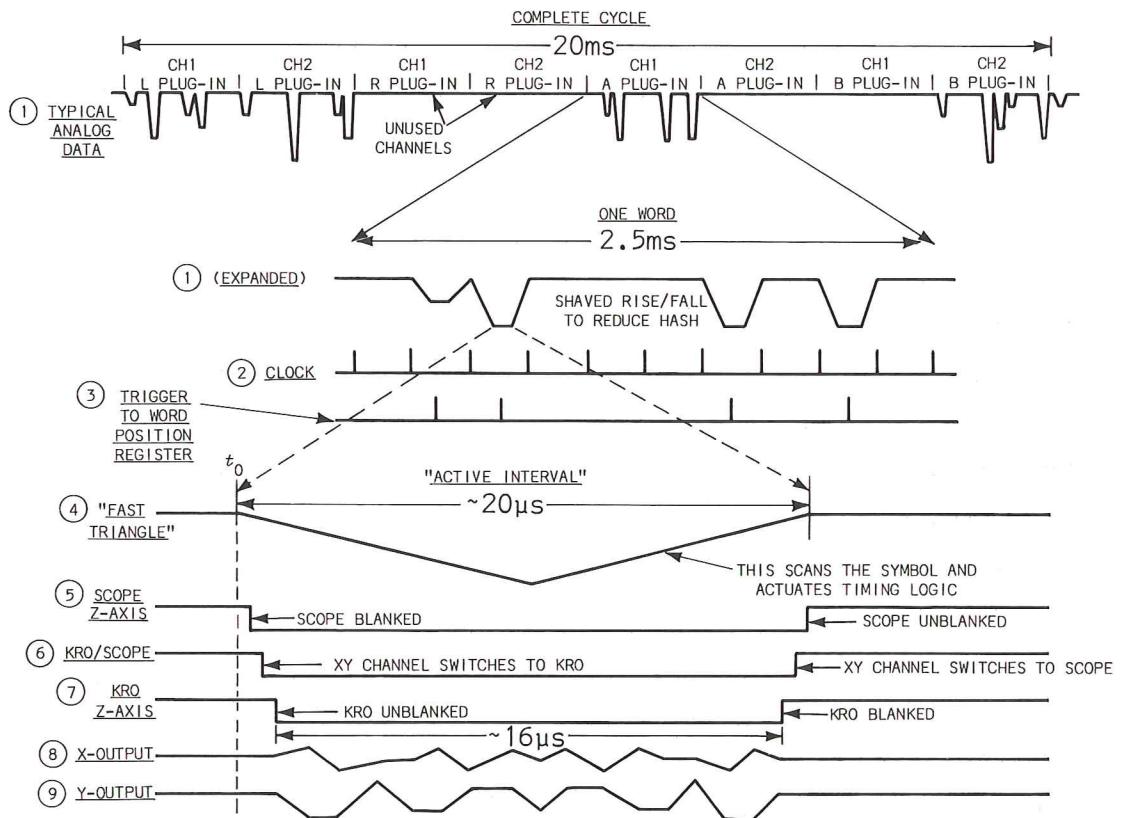 COMPLETE CYCLE
20ms
CH1 CH2 CH1 CH2 CH1 CH2 CH1 CH2
L PLUG-IN L PLUG-IN R PLUG-IN R PLUG-IN A PLUG-IN A PLUG-IN B PLUG-IN B PLUG-IN
1 TYPICAL
ANALOG
DATA
UNUSED
CHANNELS
ONE WORD
2.5ms
1 (EXPANDED)
SHAVED RISE/FALL
TO REDUCE HASH
2 CLOCK
3 TRIGGER
TO WORD
POSITION
REGISTER
t0
"ACTIVE INTERVAL"
~20µs
4 "FAST
TRIANGLE"
THIS SCANS THE SYMBOL AND
ACTUATES TIMING LOGIC
5 SCOPE
Z-AXIS
SCOPE BLANKED
SCOPE UNBLANKED
6 KRO/SCOPE
XY CHANNEL SWITCHES TO KRO
XY CHANNEL SWITCHES TO SCOPE
7 KRO
Z-AXIS
KRO UNBLANKED
KRO BLANKED
~16µs
8 X-OUTPUT
9 Y-OUTPUT